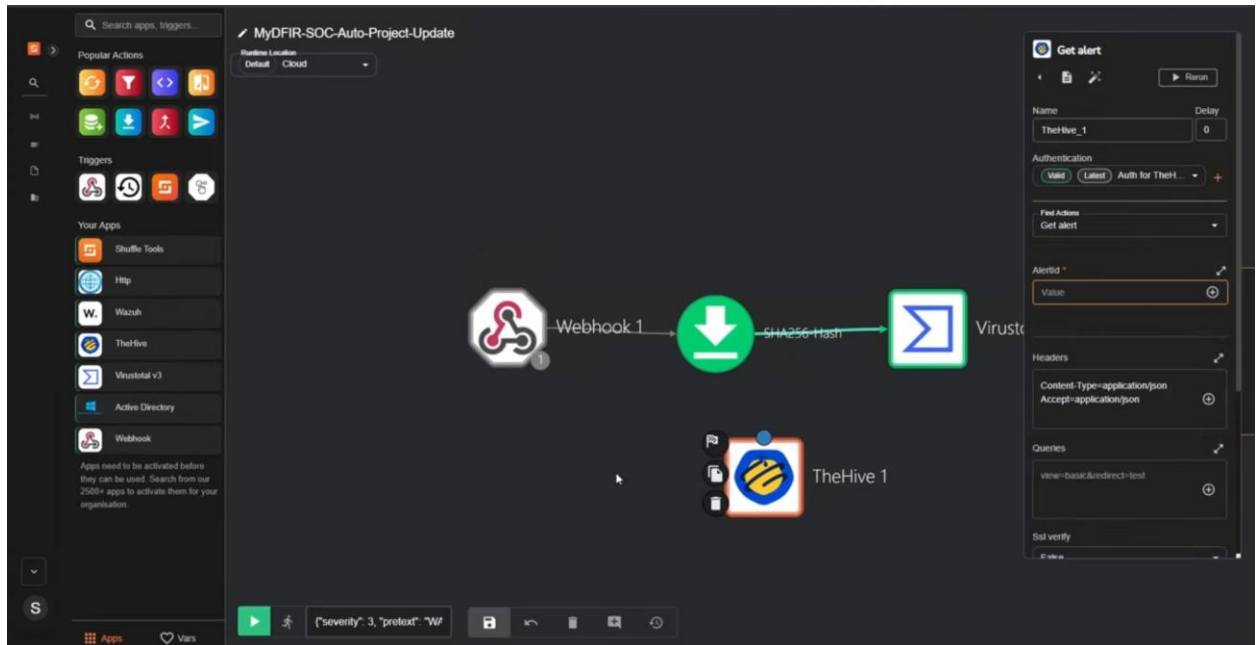 Search apps, triggers...
Popular Actions
Triggers
Your Apps
Shuffle Tools
Http
W.
Wazuh
TheHive
Virustotal v3
Active Directory
Webhook
Apps need to be activated before
they can be used. Search from our
2500+ apps to activate them for your
organisation.
S
Apps
Vars
MyDFIR-SOC-Auto-Project-Update
Runtime Location
Default Cloud
Webhook 1
1
SHA256-Hash
Virusto
TheHive 1
{"severity": 3, "pretext": "WA
Get alert
Rerun
Name
Delay
TheHive_1
0
Authentication
Valid Latest Auth for TheH...
Find Actions
Get alert
AlertId *
Value
Headers
Content-Type=application/json
Accept=application/json
Queries
view=basic&redirect=test
Ssl verify
False